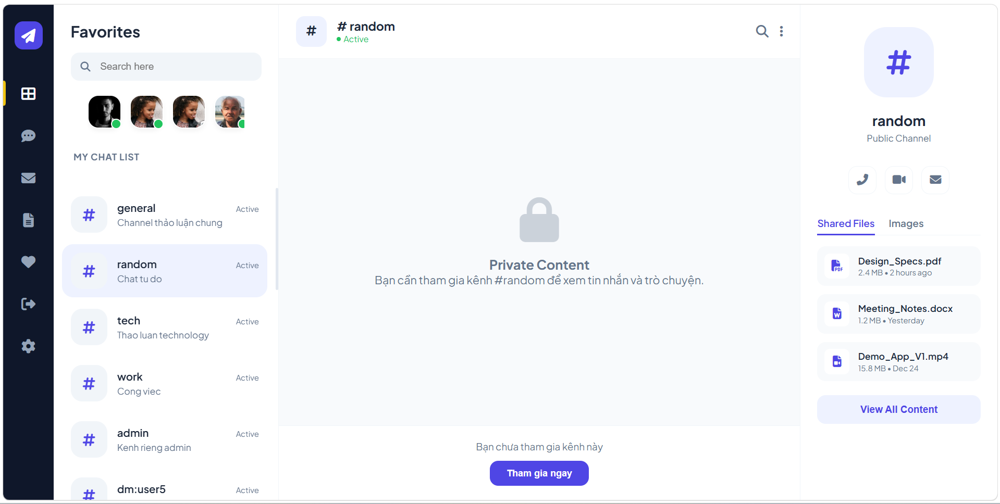 Favorites
Search here
MY CHAT LIST
# general Active
Channel thảo luận chung
# random Active
Chat tu do
# tech Active
Thao luan technology
# work Active
Cong viec
# admin Active
Kenh rieng admin
# dm:user5 Active
# # random
Active
Private Content
Bạn cần tham gia kênh #random để xem tin nhắn và trò chuyện.
Bạn chưa tham gia kênh này
Tham gia ngay
#
random
Public Channel
Shared Files Images
Design_Specs.pdf
PDF 2.4 MB • 2 hours ago
Meeting_Notes.docx
W 1.2 MB • Yesterday
Demo_App_V1.mp4
15.8 MB • Dec 24
View All Content